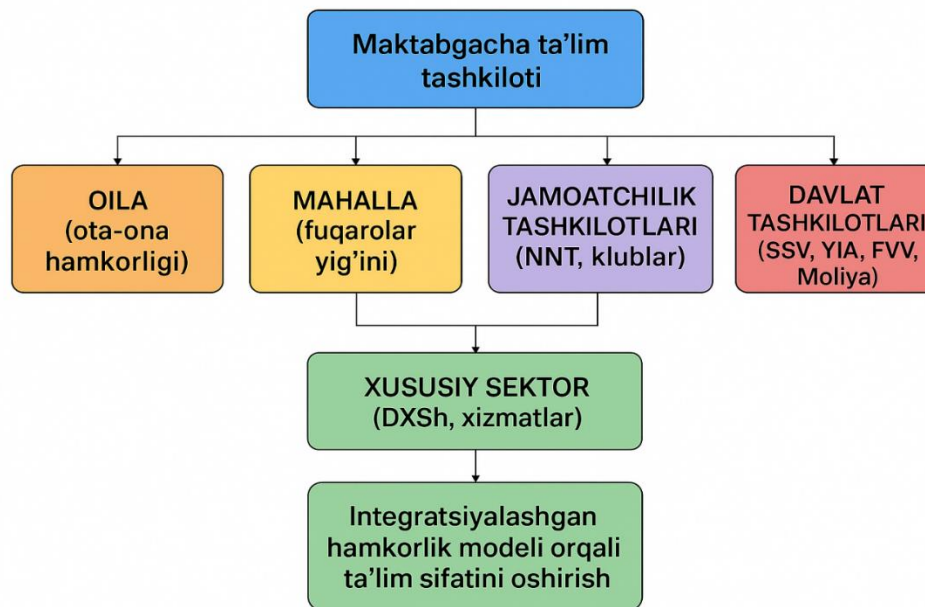 Maktabgacha ta'lim
tashkiloti
OILA
(ota-ona
hamkorligi)
MAHALLA
(fuqarolar
yig'ini)
JAMOATCHILIK
TASHKILOTLARI
(NNT, klublar)
DAVLAT
TASHKILOTLARI
(SSV, YIA, FVV,
Moliya)
XUSUSIY SEKTOR
(DXSh, xizmatlar)
Integratsiyalashgan
hamkorlik modeli orqali
ta'lim sifatini oshirish